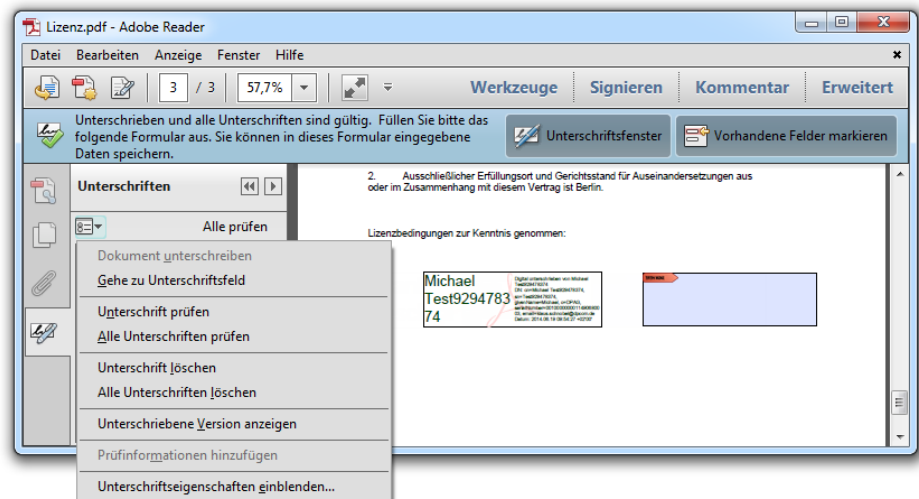 Lizenz.pdf - Adobe Reader
Datei Bearbeiten Anzeige Fenster Hilfe
3 / 3 57,7% Werkzeuge Signieren Kommentar Erweitert
Unterschrieben und alle Unterschriften sind gültig. Füllen Sie bitte das
folgende Formular aus. Sie können in dieses Formular eingegebene
Daten speichern.
Unterschriftsfenster
Vorhandene Felder markieren
Unterschriften
Alle prüfen
Dokument unterschreiben
Gehe zu Unterschriftsfeld
Unterschrift prüfen
Alle Unterschriften prüfen
Unterschrift löschen
Alle Unterschriften löschen
Unterschriebene Version anzeigen
Prüfinformationen hinzufügen
Unterschriftseigenschaften einblenden...
2. Ausschließlicher Erfüllungsort und Gerichtsstand für Auseinandersetzungen aus
oder im Zusammenhang mit diesem Vertrag ist Berlin.
Lizenzbedingungen zur Kenntnis genommen:
Michael
Test9294783
74
Digital unterschrieben von Michael